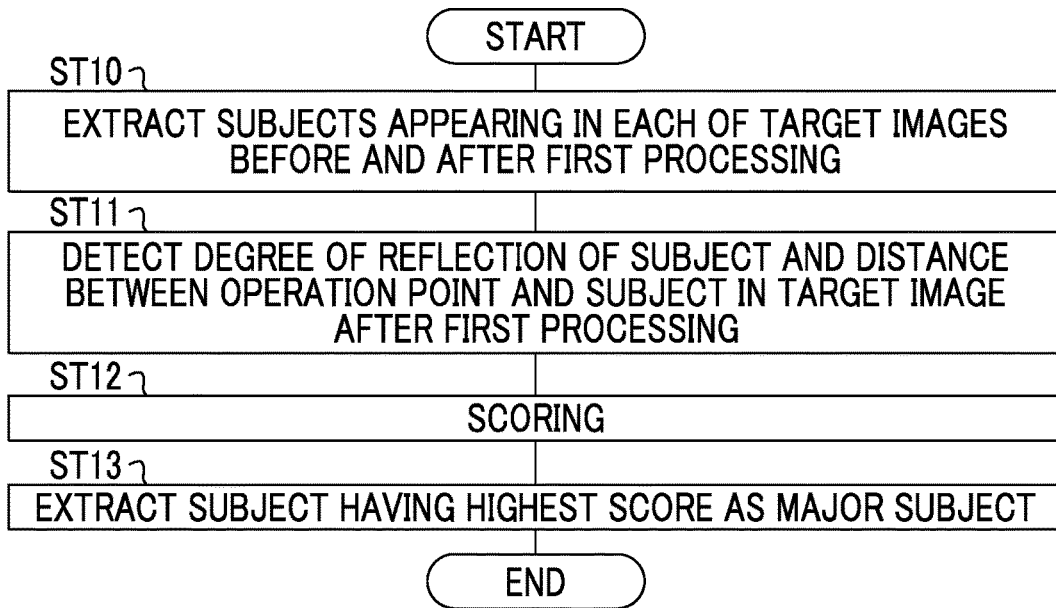 START
ST10
EXTRACT SUBJECTS APPEARING IN EACH OF TARGET IMAGES
BEFORE AND AFTER FIRST PROCESSING
ST11
DETECT DEGREE OF REFLECTION OF SUBJECT AND DISTANCE
BETWEEN OPERATION POINT AND SUBJECT IN TARGET IMAGE
AFTER FIRST PROCESSING
ST12
SCORING
ST13
EXTRACT SUBJECT HAVING HIGHEST SCORE AS MAJOR SUBJECT
END